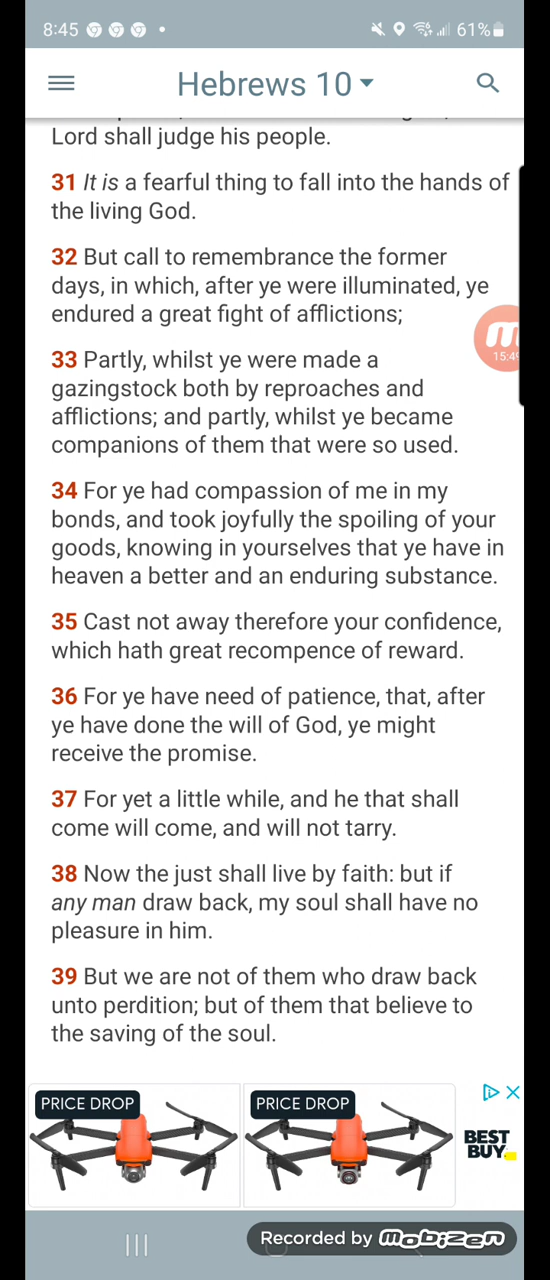 8:45
61%
Hebrews 10
Lord shall judge his people.
31 It is a fearful thing to fall into the hands of
the living God.
32 But call to remembrance the former
days, in which, after ye were illuminated, ye
endured a great fight of afflictions;
33 Partly, whilst ye were made a
gazingstock both by reproaches and
afflictions; and partly, whilst ye became
companions of them that were so used.
34 For ye had compassion of me in my
bonds, and took joyfully the spoiling of your
goods, knowing in yourselves that ye have in
heaven a better and an enduring substance.
35 Cast not away therefore your confidence,
which hath great recompence of reward.
36 For ye have need of patience, that, after
ye have done the will of God, ye might
receive the promise.
37 For yet a little while, and he that shall
come will come, and will not tarry.
38 Now the just shall live by faith: but if
any man draw back, my soul shall have no
pleasure in him.
39 But we are not of them who draw back
unto perdition; but of them that believe to
the saving of the soul.
m
15:49
PRICE DROP
PRICE DROP
BEST
BUY
Recorded by mobizen